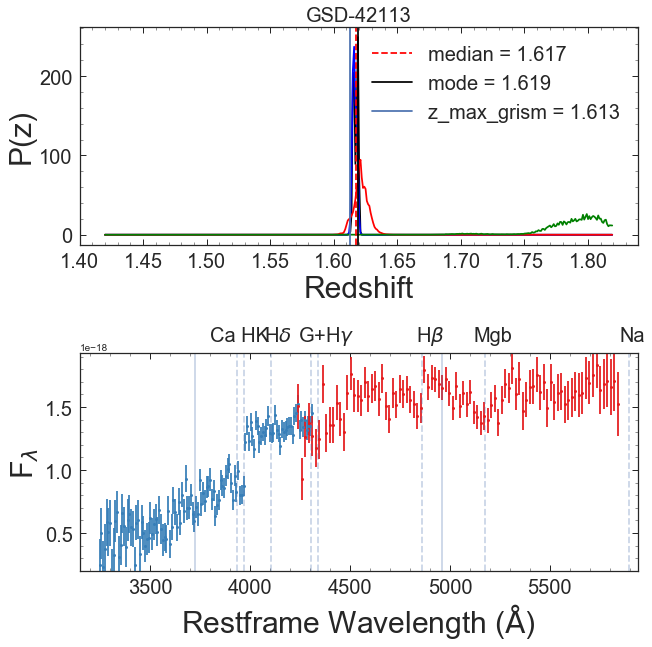 GSD-42113
median = 1.617
mode = 1.619
z_max_grism = 1.613
P(z)
200
100
0
1.40 1.45 1.50 1.55 1.60 1.65 1.70 1.75 1.80
Redshift
Ca HK Hδ G+Hγ Hβ Mgb Na
1e−18
Fλ
1.5
1.0
0.5
3500 4000 4500 5000 5500
Restframe Wavelength (Å)